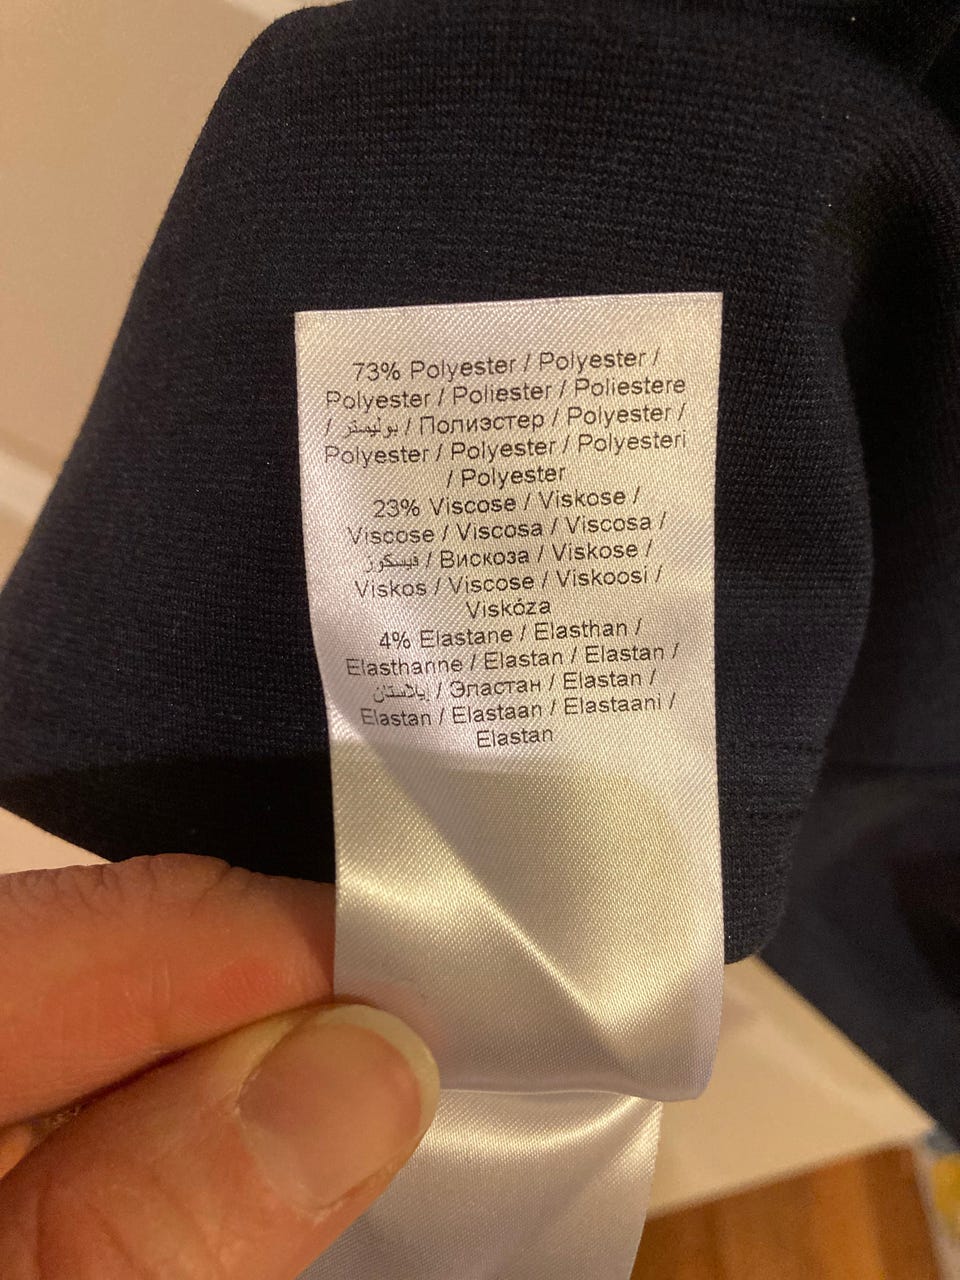 73% Polyester / Polyester /
Polyester / Poliester / Poliestere
/ بوليستر / Полиэстер / Polyester /
Polyester / Polyester / Polyesteri
/ Polyester
23% Viscose / Viskose /
Viscose / Viscosa / Viscosa /
فيسكوز / Вискоза / Viskose /
Viskos / Viscose / Viskoosi /
Viskóza
4% Elastane / Elasthan /
Elasthanne / Elastan / Elastan /
/ Эластан / Elastan /
Elastan / Elastaan / Elastaani /
Elastan